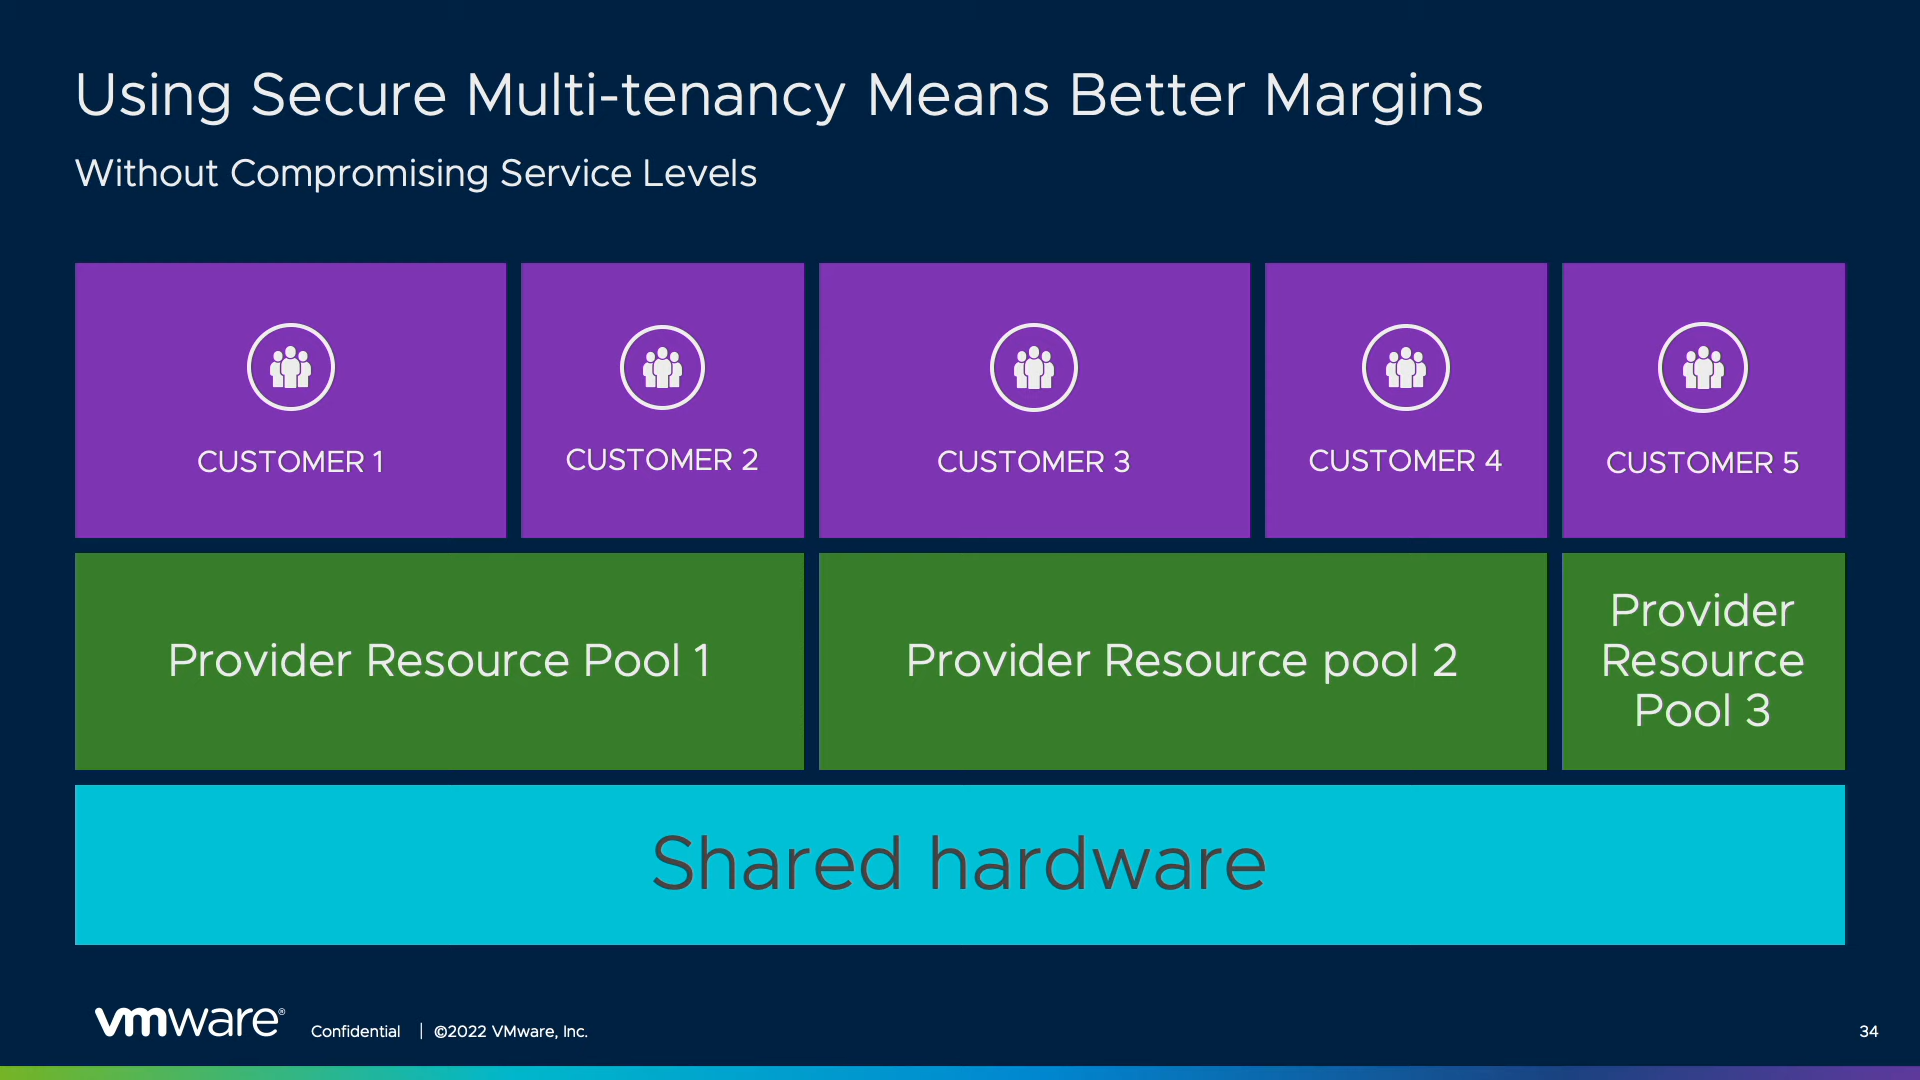 Using Secure Multi-tenancy Means Better Margins
Without Compromising Service Levels
CUSTOMER 1
CUSTOMER 2
CUSTOMER 3
CUSTOMER 4
CUSTOMER 5
Provider Resource Pool 1
Provider Resource pool 2
Provider
Resource
Pool 3
Shared hardware
vmware®
Confidential | ©2022 VMware, Inc.
34